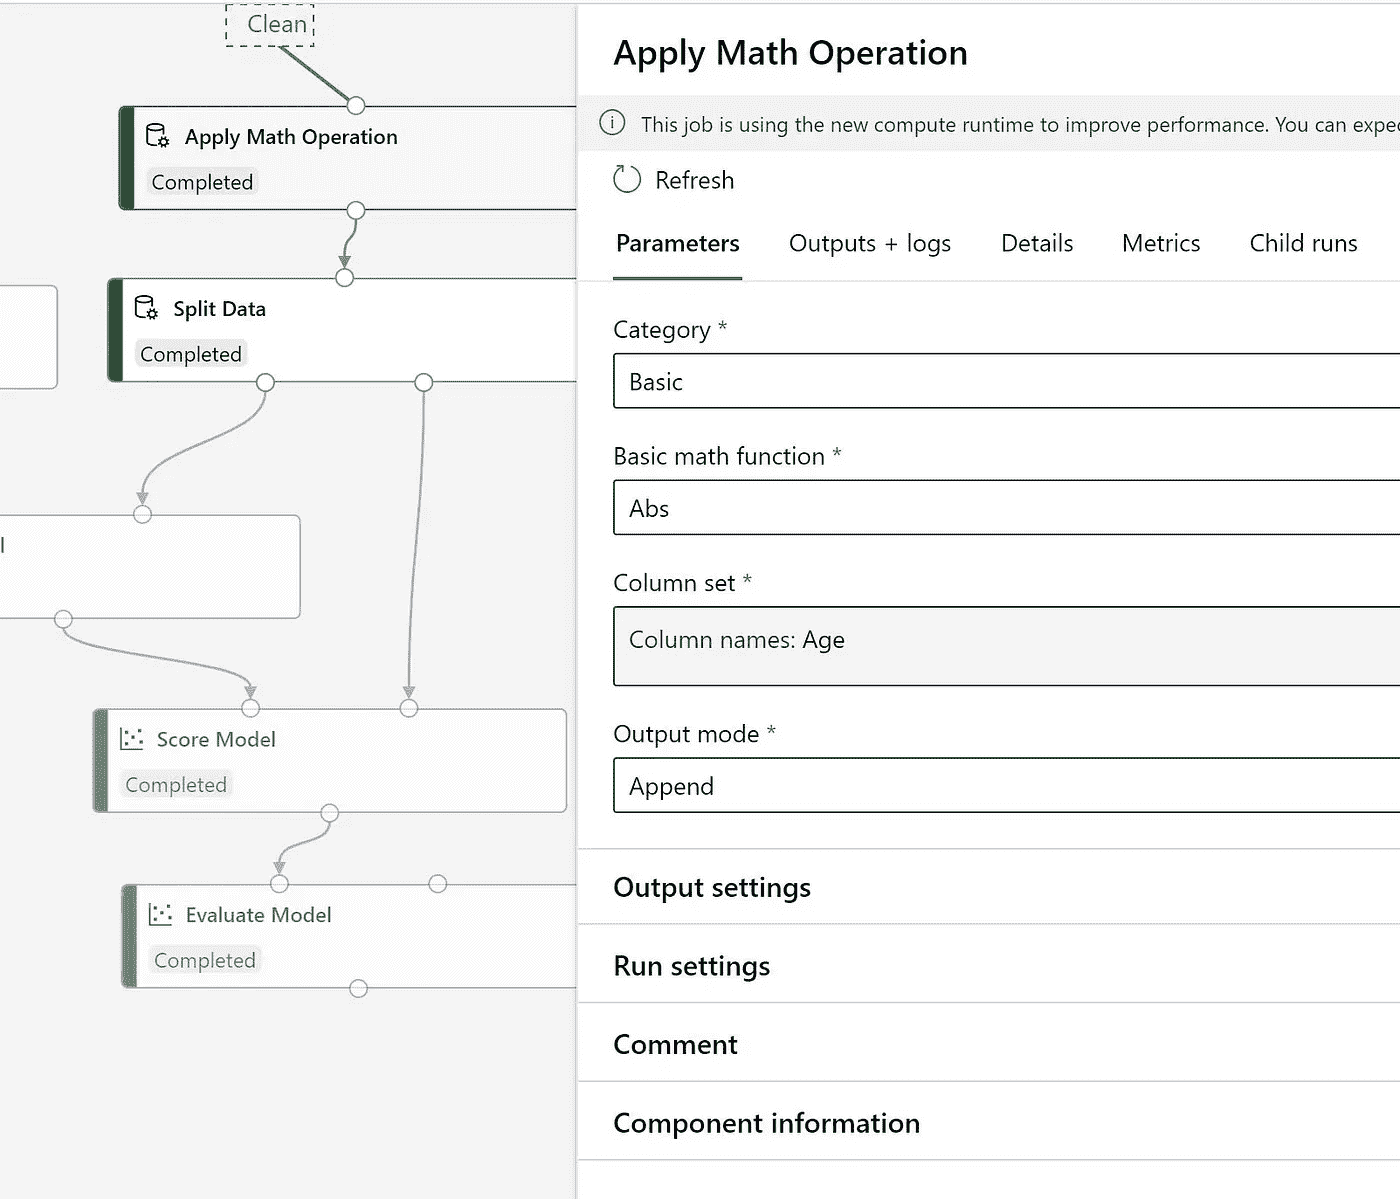 Clean
Apply Math Operation
Completed
Split Data
Completed
l
Score Model
Completed
Evaluate Model
Completed
Apply Math Operation
This job is using the new compute runtime to improve performance. You can
Refresh
Parameters Outputs + logs Details Metrics Child runs
Category *
Basic
Basic math function *
Abs
Column set *
Column names: Age
Output mode *
Append
Output settings
Run settings
Comment
Component information